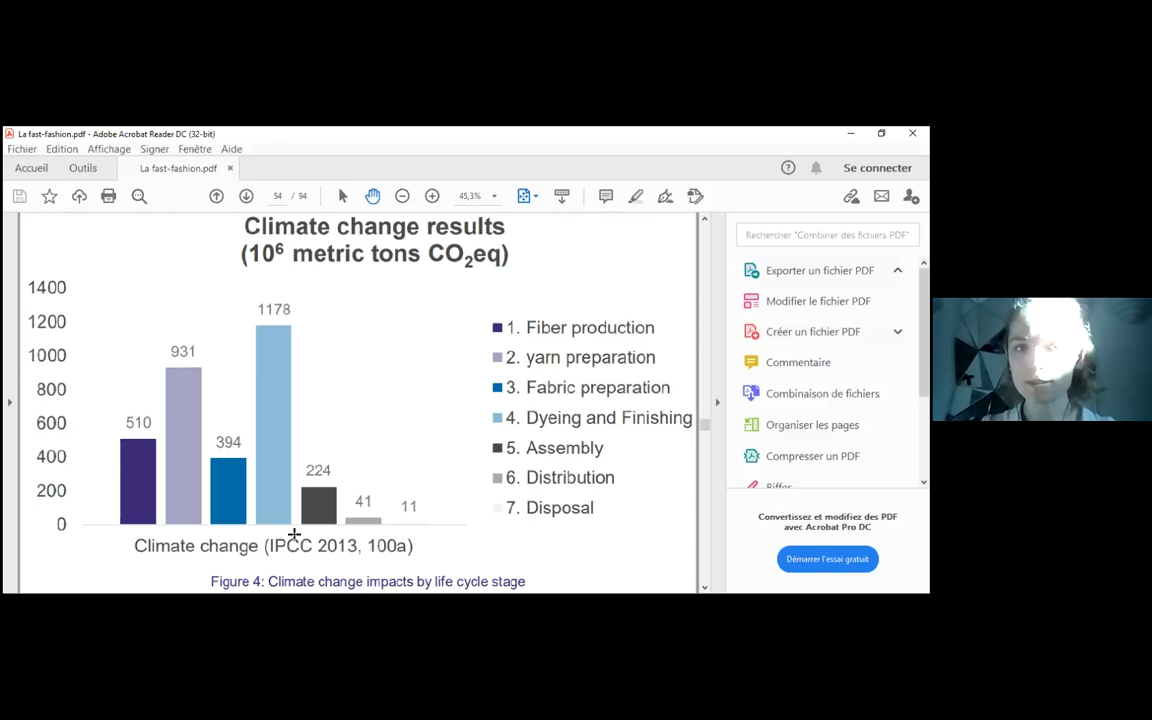 La fast-fashion.pdf - Adobe Acrobat Reader DC (32-bit)
Fichier Edition Affichage Signer Fenêtre Aide
Accueil Outils La fast-fashion.pdf × Se connecter
54 / 94 45,3%
Climate change results
(10⁶ metric tons CO₂eq)
1400
1200
1000
800
600
400
200
0
510
931
394
1178
224
41
11
1. Fiber production
2. yarn preparation
3. Fabric preparation
4. Dyeing and Finishing
5. Assembly
6. Distribution
7. Disposal
Climate change (IPCC 2013, 100a)
Figure 4: Climate change impacts by life cycle stage
Rechercher "Combiner des fichiers PDF"
Exporter un fichier PDF
Modifier le fichier PDF
Créer un fichier PDF
Commentaire
Combinaison de fichiers
Organiser les pages
Compresser un PDF
Biffer
Convertissez et modifiez des PDF
avec Acrobat Pro DC
Démarrer l'essai gratuit